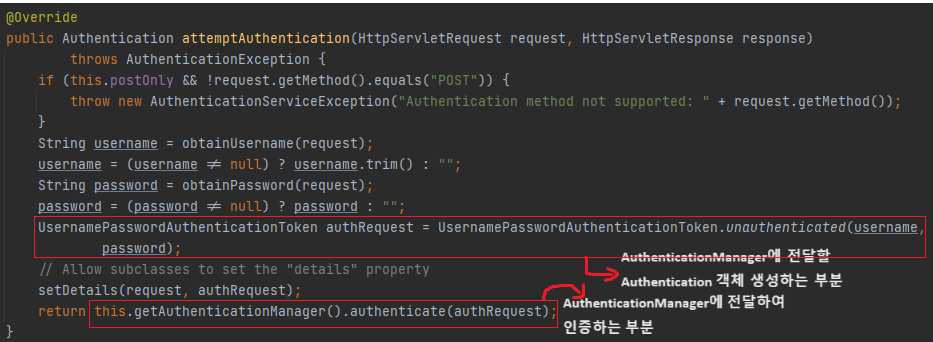 @Override
public Authentication attemptAuthentication(HttpServletRequest request, HttpServletResponse response)
throws AuthenticationException {
if (this.postOnly && !request.getMethod().equals("POST")) {
throw new AuthenticationServiceException("Authentication method not supported: " + request.getMethod());
}
String username = obtainUsername(request);
username = (username ≠ null) ? username.trim() : "";
String password = obtainPassword(request);
password = (password ≠ null) ? password : "";
UsernamePasswordAuthenticationToken authRequest = UsernamePasswordAuthenticationToken.unauthenticated(username,
password);
// Allow subclasses to set the "details" property
setDetails(request, authRequest);
return this.getAuthenticationManager().authenticate(authRequest);
}
AuthenticationManager에 전달할
Authentication 객체 생성하는 부분
AuthenticationManager에 전달하여
인증하는 부분